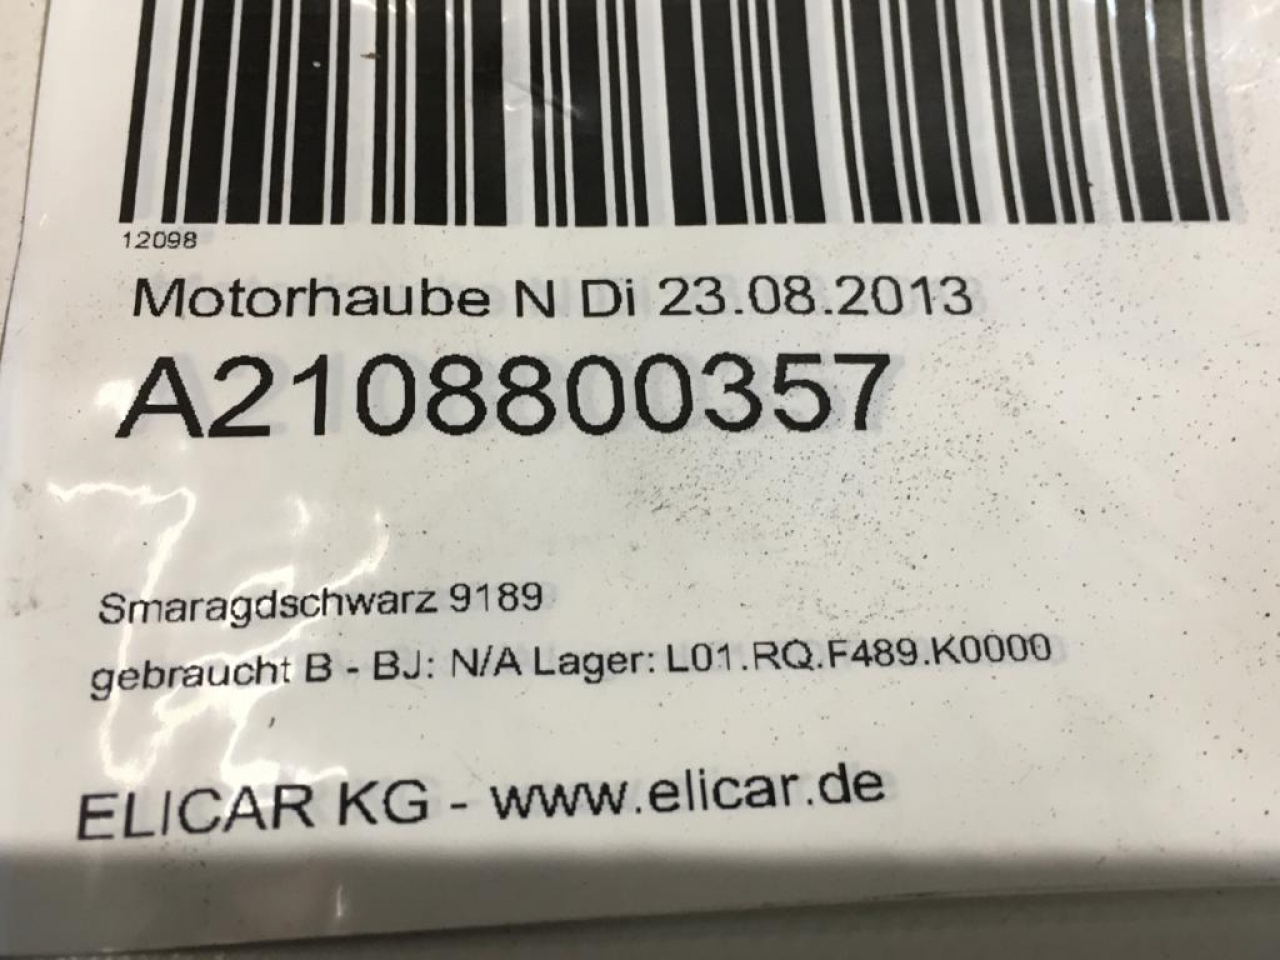 12098
Motorhaube N Di 23.08.2013
A2108800357
Smaragdschwarz 9189
gebraucht B - BJ: N/A Lager: L01.RQ.F489.K0000
ELICAR KG - www.elicar.de